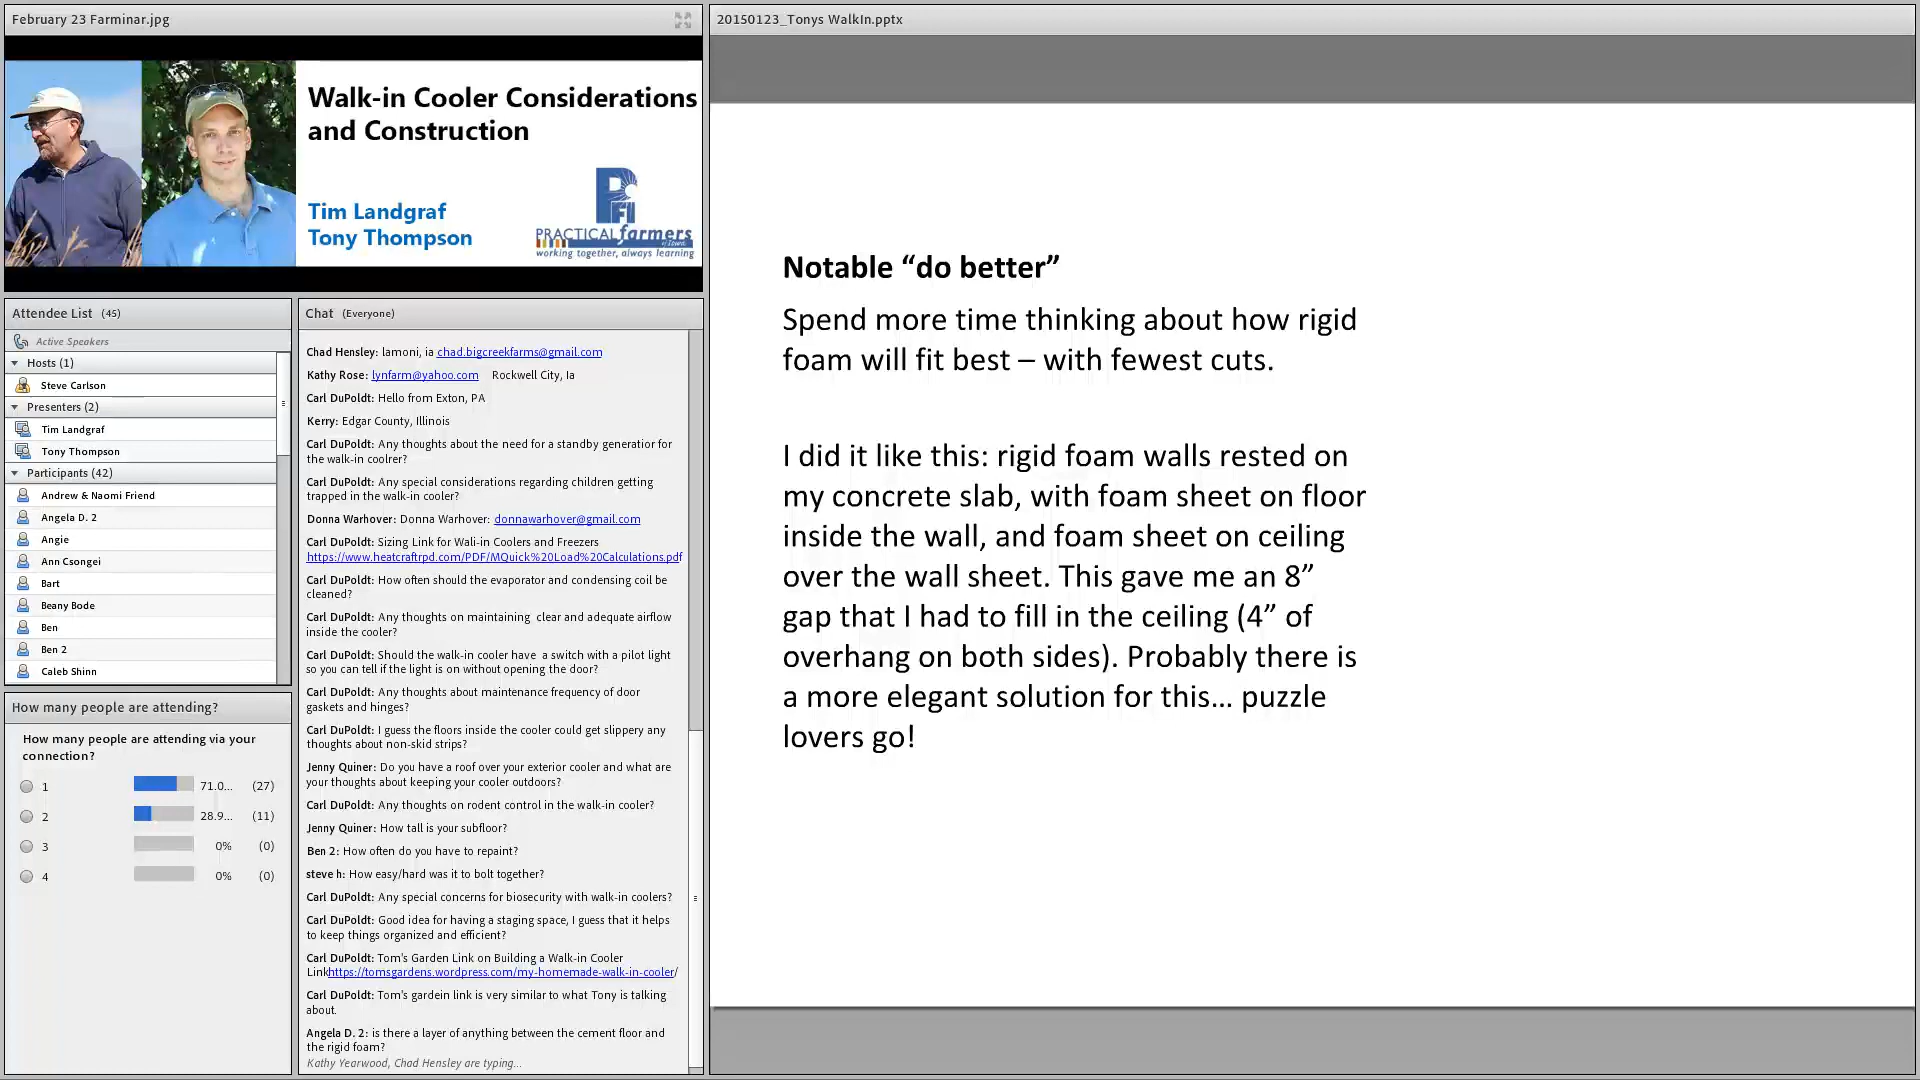 February 23 Farminar.jpg
Walk-in Cooler Considerations
and Construction
Tim Landgraf
Tony Thompson
PFI
PRACTICAL farmers
of Iowa
working together, always learning
Attendee List (45)
Active Speakers
Hosts (1)
Steve Carlson
Presenters (2)
Tim Landgraf
Tony Thompson
Participants (42)
Andrew & Naomi Friend
Angela D. 2
Angie
Ann Csongei
Bart
Beany Bode
Ben
Ben 2
Caleb Shinn
How many people are attending?
How many people are attending via your
connection?
1 71.0... (27)
2 28.9... (11)
3 0% (0)
4 0% (0)
Chat (Everyone)
Chad Hensley: lamoni, ia chad.bigcreekfarms@gmail.com
Kathy Rose: lynfarm@yahoo.com Rockwell City, Ia
Carl DuPoldt: Hello from Exton, PA
Kerry: Edgar County, Illinois
Carl DuPoldt: Any thoughts about the need for a standby generatior for
the walk-in coolrer?
Carl DuPoldt: Any special considerations regarding children getting
trapped in the walk-in cooler?
Donna Warhover: Donna Warhover: donnawarhover@gmail.com
Carl DuPoldt: Sizing Link for Wali-in Coolers and Freezers
https://www.heatcraftrpd.com/PDF/MQuick%20Load%20Calculations.pdf
Carl DuPoldt: How often should the evaporator and condensing coil be
cleaned?
Carl DuPoldt: Any thoughts on maintaining clear and adequate airflow
inside the cooler?
Carl DuPoldt: Should the walk-in cooler have a switch with a pilot light
so you can tell if the light is on without opening the door?
Carl DuPoldt: Any thoughts about maintenance frequency of door
gaskets and hinges?
Carl DuPoldt: I guess the floors inside the cooler could get slippery any
thoughts about non-skid strips?
Jenny Quiner: Do you have a roof over your exterior cooler and what are
your thoughts about keeping your cooler outdoors?
Carl DuPoldt: Any thoughts on rodent control in the walk-in cooler?
Jenny Quiner: How tall is your subfloor?
Ben 2: How often do you have to repaint?
steve h: How easy/hard was it to bolt together?
Carl DuPoldt: Any special concerns for biosecurity with walk-in coolers?
Carl DuPoldt: Good idea for having a staging space, I guess that it helps
to keep things organized and efficient?
Carl DuPoldt: Tom's Garden Link on Building a Walk-in Cooler
Linkhttps://tomsgardens.wordpress.com/my-homemade-walk-in-cooler/
Carl DuPoldt: Tom's gardein link is very similar to what Tony is talking
about.
Angela D. 2: is there a layer of anything between the cement floor and
the rigid foam?
Kathy Yearwood, Chad Hensley are typing...
20150123_Tonys WalkIn.pptx
Notable “do better”
Spend more time thinking about how rigid
foam will fit best – with fewest cuts.
I did it like this: rigid foam walls rested on
my concrete slab, with foam sheet on floor
inside the wall, and foam sheet on ceiling
over the wall sheet. This gave me an 8”
gap that I had to fill in the ceiling (4” of
overhang on both sides). Probably there is
a more elegant solution for this… puzzle
lovers go!